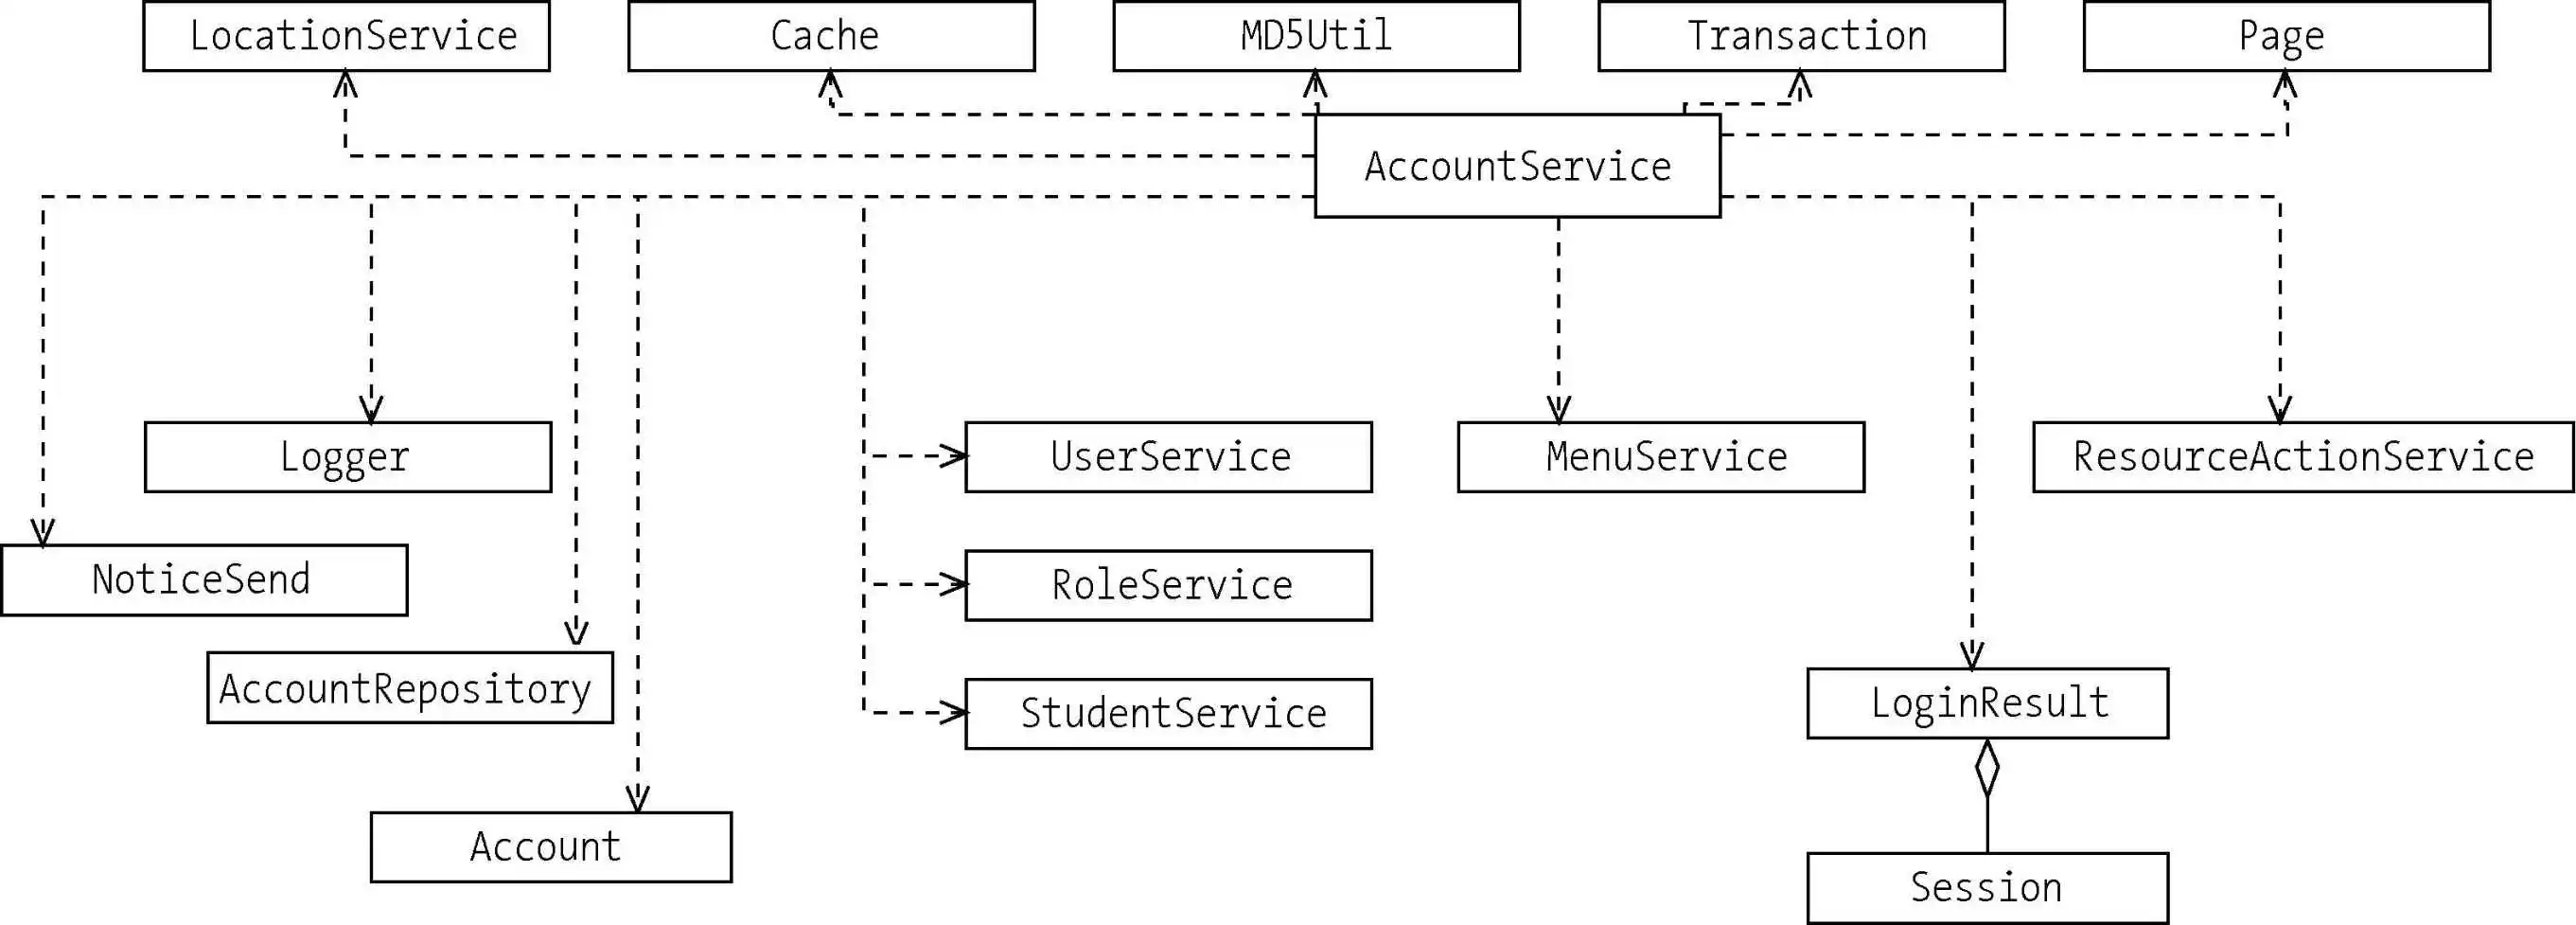 LocationService
Cache
MD5Util
Transaction
Page
AccountService
Logger
UserService
MenuService
ResourceActionService
NoticeSend
RoleService
AccountRepository
StudentService
LoginResult
Account
Session